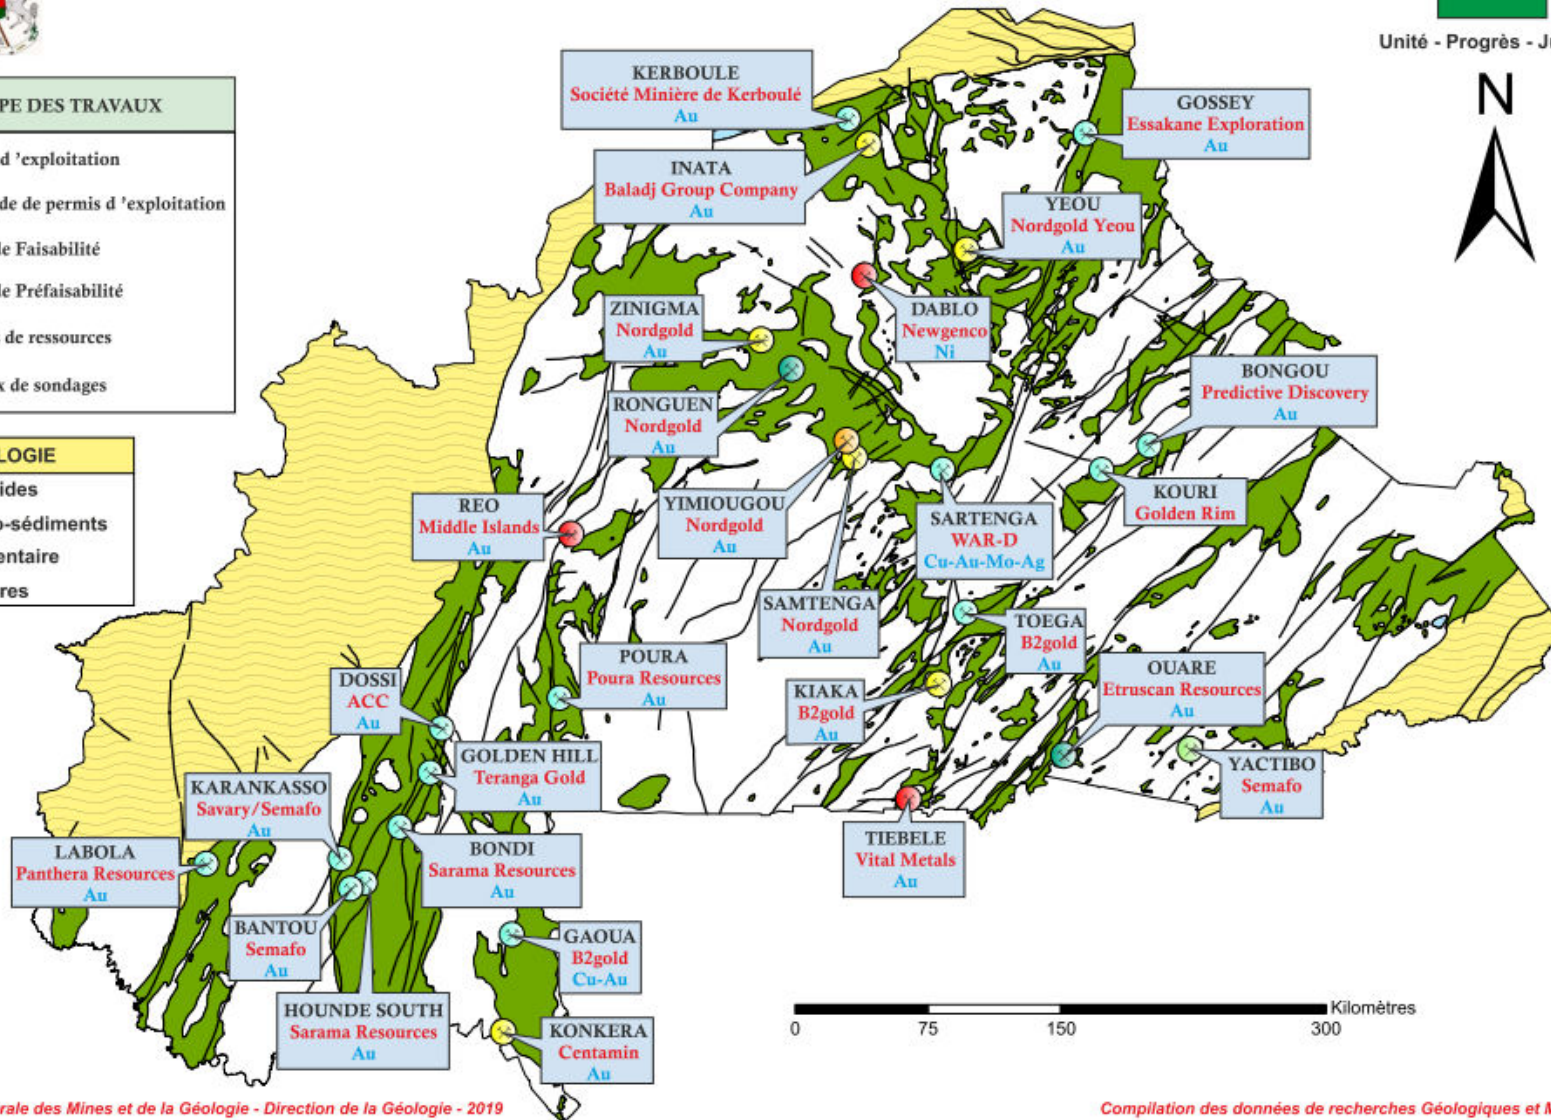 Unité - Progrès - J
N
PE DES TRAVAUX
d 'exploitation
de de permis d 'exploitation
e Faisabilité
e Préfaisabilité
de ressources
x de sondages
LOGIE
ides
o-sédiments
entaire
res
KERBOULE
Société Minière de Kerboulé
Au
GOSSEY
Essakane Exploration
Au
INATA
Baladj Group Company
Au
YEOU
Nordgold Yeou
Au
ZINIGMA
Nordgold
Au
DABLO
Newgenco
Ni
BONGOU
Predictive Discovery
Au
RONGUEN
Nordgold
Au
REO
Middle Islands
Au
YIMIOUGOU
Nordgold
Au
KOURI
Golden Rim
SARTENGA
WAR-D
Cu-Au-Mo-Ag
SAMTENGA
Nordgold
Au
TOEGA
B2gold
Au
POURA
Poura Resources
Au
OUARE
Etruscan Resources
Au
DOSSI
ACC
Au
KIAKA
B2gold
Au
GOLDEN HILL
Teranga Gold
Au
YACTIBO
Semafo
Au
KARANKASSO
Savary/Semafo
Au
TIEBELE
Vital Metals
Au
LABOLA
Panthera Resources
Au
BONDI
Sarama Resources
Au
BANTOU
Semafo
Au
GAOUA
B2gold
Cu-Au
HOUNDE SOUTH
Sarama Resources
Au
KONKERA
Centamin
Au
Kilomètres
0 75 150 300
rale des Mines et de la Géologie - Direction de la Géologie - 2019
Compilation des données de recherches Géologiques et M